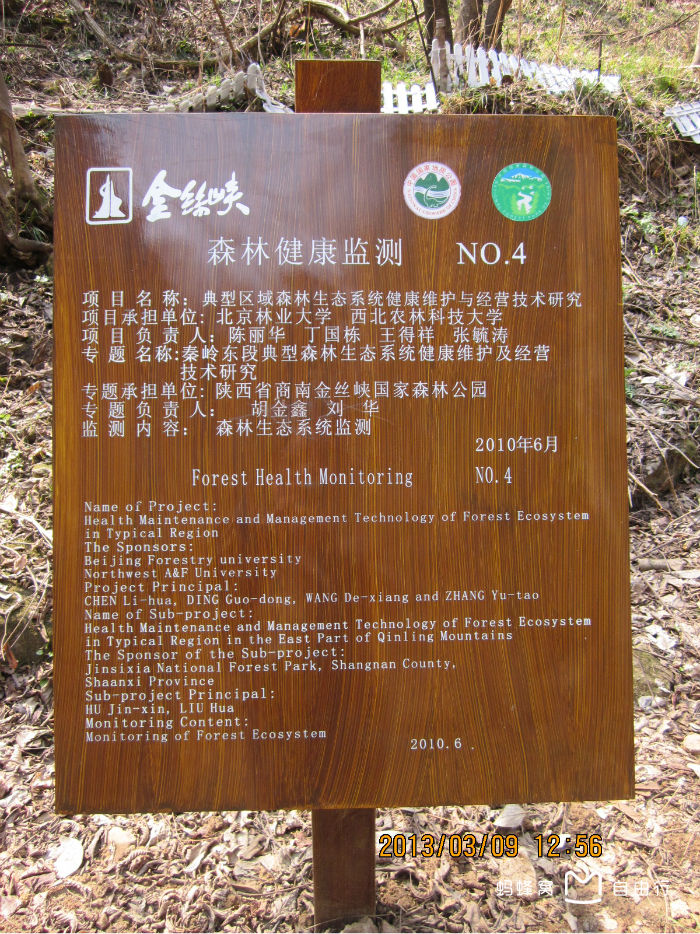 金丝峡
森林健康监测 NO.4
项目名称：典型区域森林生态系统健康维护与经营技术研究
项目承担单位：北京林业大学 西北农林科技大学
项目负责人：陈丽华 丁国栋 王得祥 张毓涛
专题名称:秦岭东段典型森林生态系统健康维护及经营
技术研究
专题承担单位：陕西省商南金丝峡国家森林公园
专题负责人： 胡金鑫 刘华
监测内容： 森林生态系统监测
2010年6月
Forest Health Monitoring NO.4
Name of Project:
Health Maintenance and Management Technology of Forest Ecosystem
in Typical Region
The Sponsors:
Beijing Forestry university
Northwest A&F University
Project Principal:
CHEN Li-hua, DING Guo-dong, WANG De-xiang and ZHANG Yu-tao
Name of Sub-project:
Health Maintenance and Management Technology of Forest Ecosystem
in Typical Region in the East Part of Qinling Mountains
The Sponsor of the Sub-project:
Jinsixia National Forest Park, Shangnan County,
Shaanxi Province
Sub-project Principal:
HU Jin-xin, LIU Hua
Monitoring Content:
Monitoring of Forest Ecosystem
2010.6 .
2013/03/09 12:56
蚂蜂窝 自由行